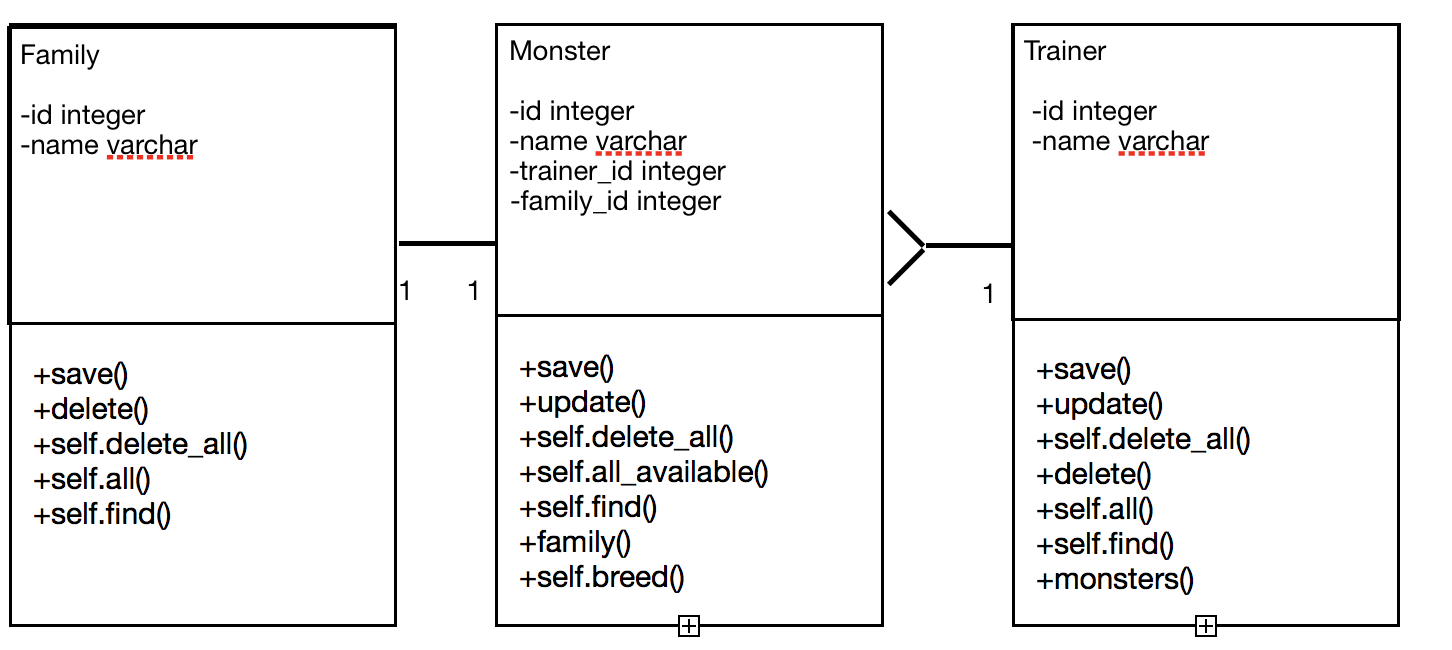 Family
-id integer
-name varchar
+save()
+delete()
+self.delete_all()
+self.all()
+self.find()
1
1
Monster
-id integer
-name varchar
-trainer_id integer
-family_id integer
+save()
+update()
+self.delete_all()
+self.all_available()
+self.find()
+family()
+self.breed()
1
Trainer
-id integer
-name varchar
+save()
+update()
+self.delete_all()
+delete()
+self.all()
+self.find()
+monsters()